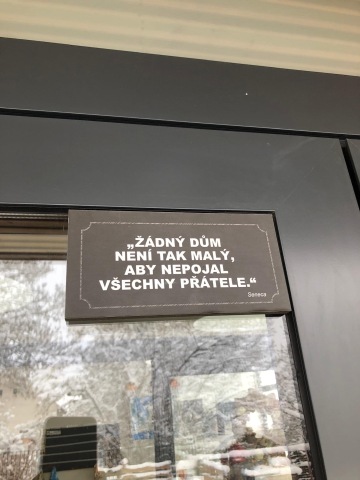 „ŽÁDNÝ DŮM
NENÍ TAK MALÝ,
ABY NEPOJAL
VŠECHNY PŘÁTELE.“
Seneca